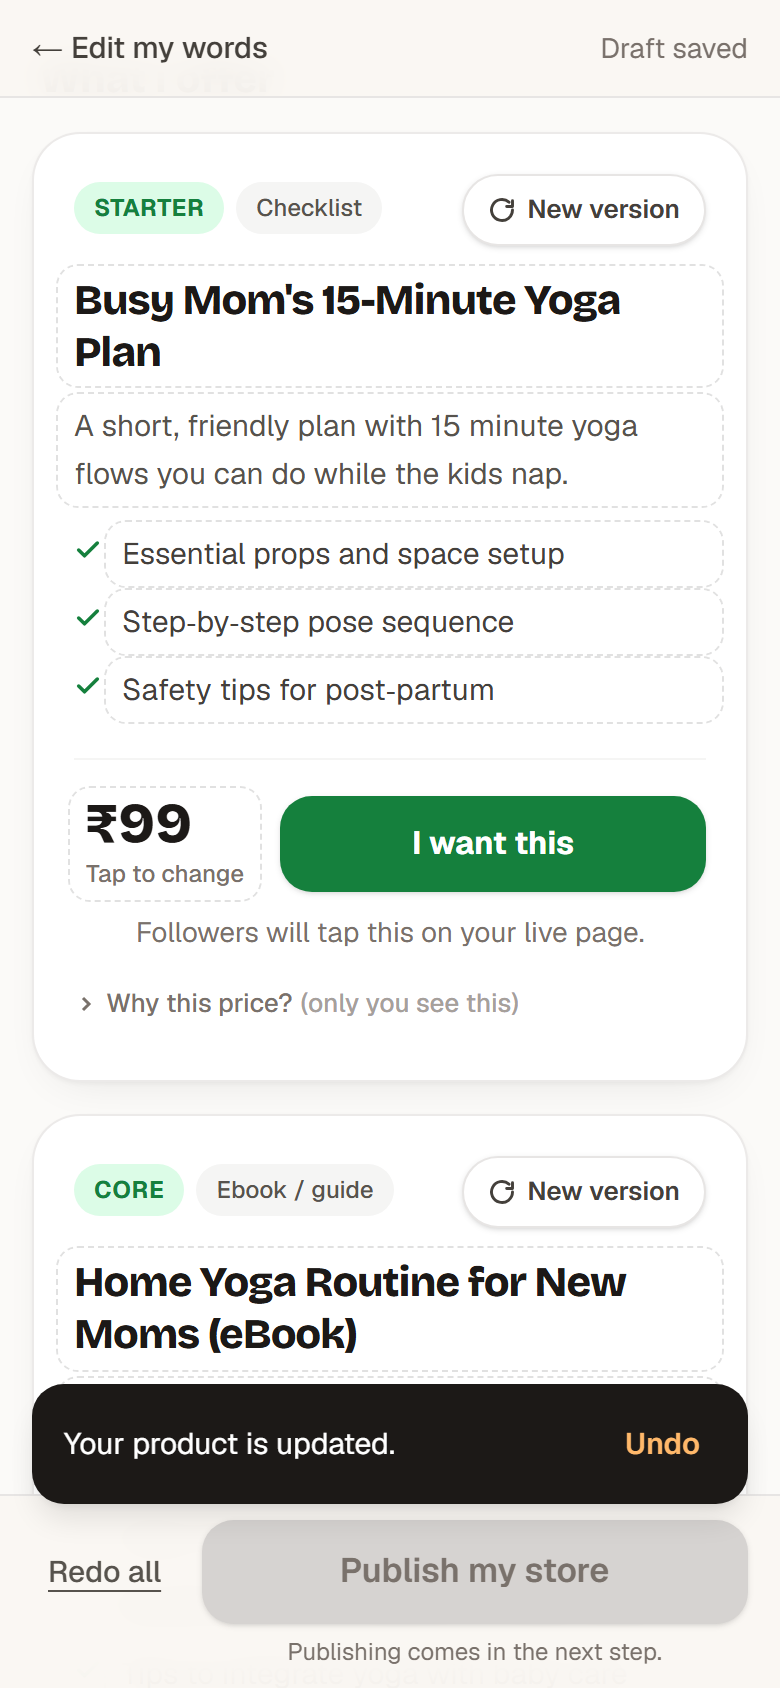 ← Edit my words
Draft saved
What I offer
STARTER
Checklist
New version
Busy Mom's 15-Minute Yoga
Plan
A short, friendly plan with 15 minute yoga
flows you can do while the kids nap.
Essential props and space setup
Step-by-step pose sequence
Safety tips for post-partum
₹99
Tap to change
I want this
Followers will tap this on your live page.
Why this price? (only you see this)
CORE
Ebook / guide
New version
Home Yoga Routine for New
Moms (eBook)
Your product is updated.
Undo
Redo all
Publish my store
Publishing comes in the next step.